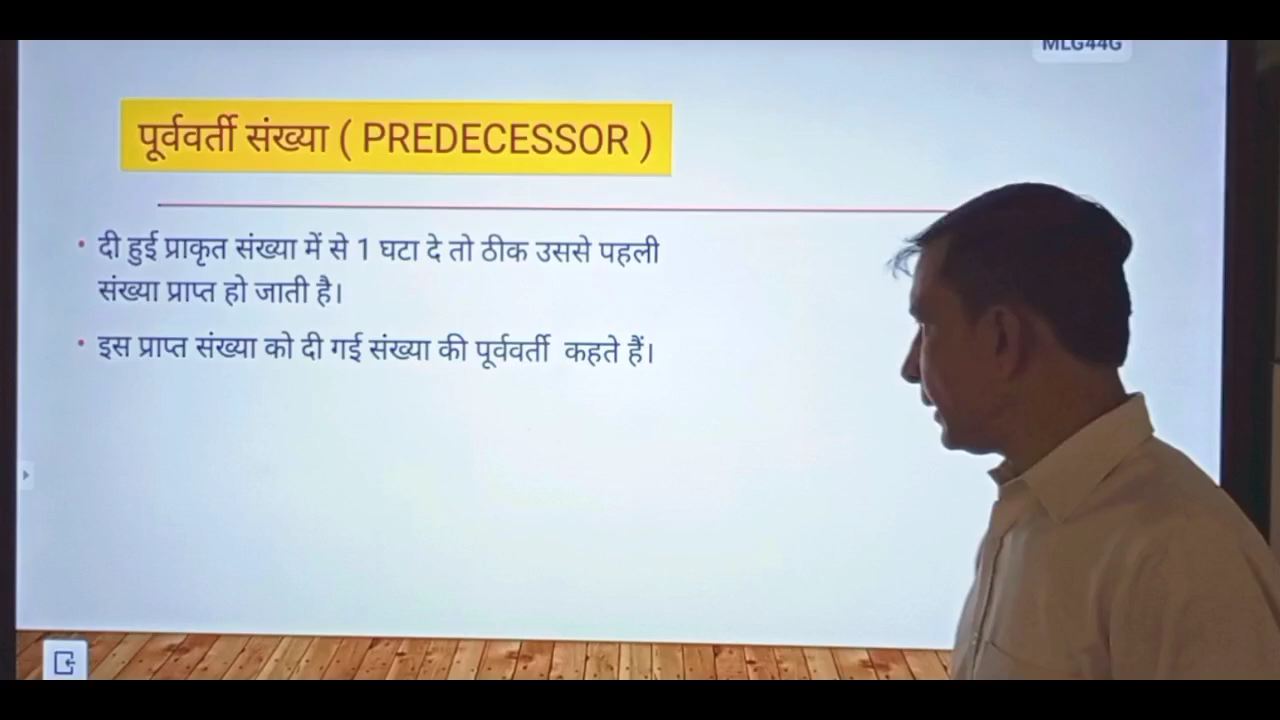 MLG44G
पूर्ववर्ती संख्या ( PREDECESSOR )
• दी हुई प्राकृत संख्या में से 1 घटा दे तो ठीक उससे पहली
संख्या प्राप्त हो जाती है।
• इस प्राप्त संख्या को दी गई संख्या की पूर्ववर्ती कहते हैं।